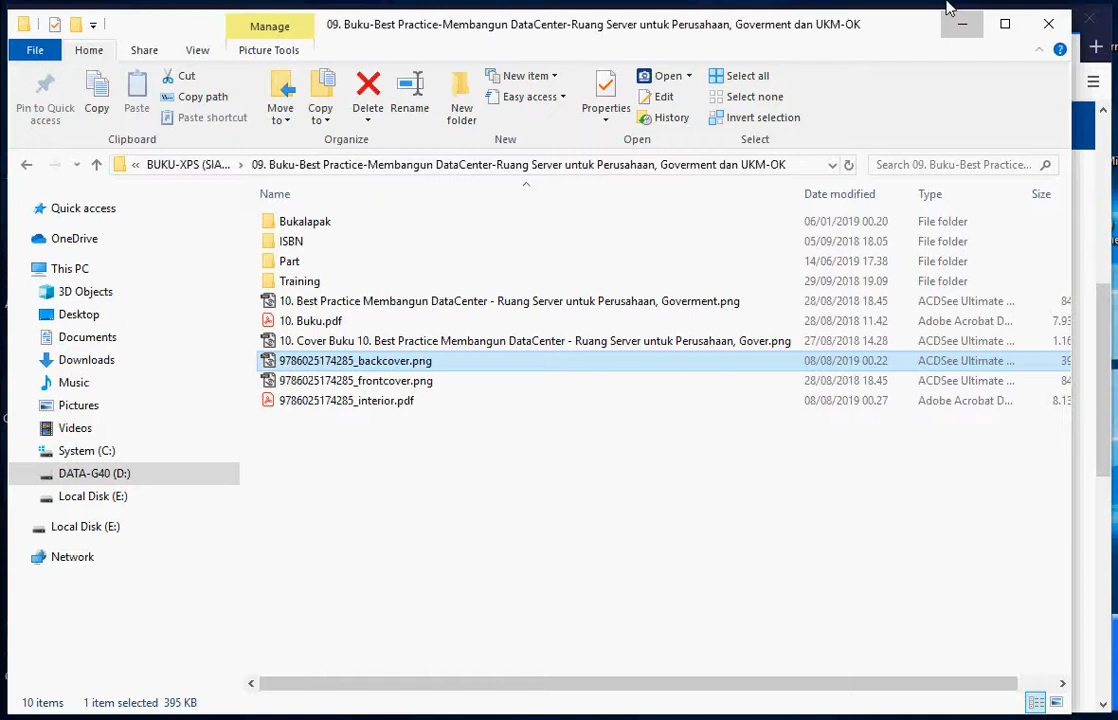 Manage
09. Buku-Best Practice-Membangun DataCenter-Ruang Server untuk Perusahaan, Goverment dan UKM-OK
File Home Share View Picture Tools
Pin to Quick access
Copy
Paste
Cut
Copy path
Paste shortcut
Clipboard
Move to
Copy to
Delete
Rename
Organize
New folder
New item
Easy access
New
Properties
Open
Edit
History
Open
Select all
Select none
Invert selection
Select
« BUKU-XPS (SIA... > 09. Buku-Best Practice-Membangun DataCenter-Ruang Server untuk Perusahaan, Goverment dan UKM-OK
Search 09. Buku-Best Practice...
Quick access
OneDrive
This PC
3D Objects
Desktop
Documents
Downloads
Music
Pictures
Videos
System (C:)
DATA-G40 (D:)
Local Disk (E:)
Local Disk (E:)
Network
Name Date modified Type Size
Bukalapak 06/01/2019 00.20 File folder
ISBN 05/09/2018 18.05 File folder
Part 14/06/2019 17.38 File folder
Training 29/09/2018 19.09 File folder
10. Best Practice Membangun DataCenter - Ruang Server untuk Perusahaan, Goverment.png 28/08/2018 18.45 ACDSee Ultimate ... 84
10. Buku.pdf 28/08/2018 11.42 Adobe Acrobat D... 7.93
10. Cover Buku 10. Best Practice Membangun DataCenter - Ruang Server untuk Perusahaan, Gover.png 27/08/2018 14.28 ACDSee Ultimate ... 1.16
9786025174285_backcover.png 08/08/2019 00.22 ACDSee Ultimate ... 39
9786025174285_frontcover.png 28/08/2018 18.45 ACDSee Ultimate ... 84
9786025174285_interior.pdf 08/08/2019 00.27 Adobe Acrobat D... 8.13
10 items 1 item selected 395 KB